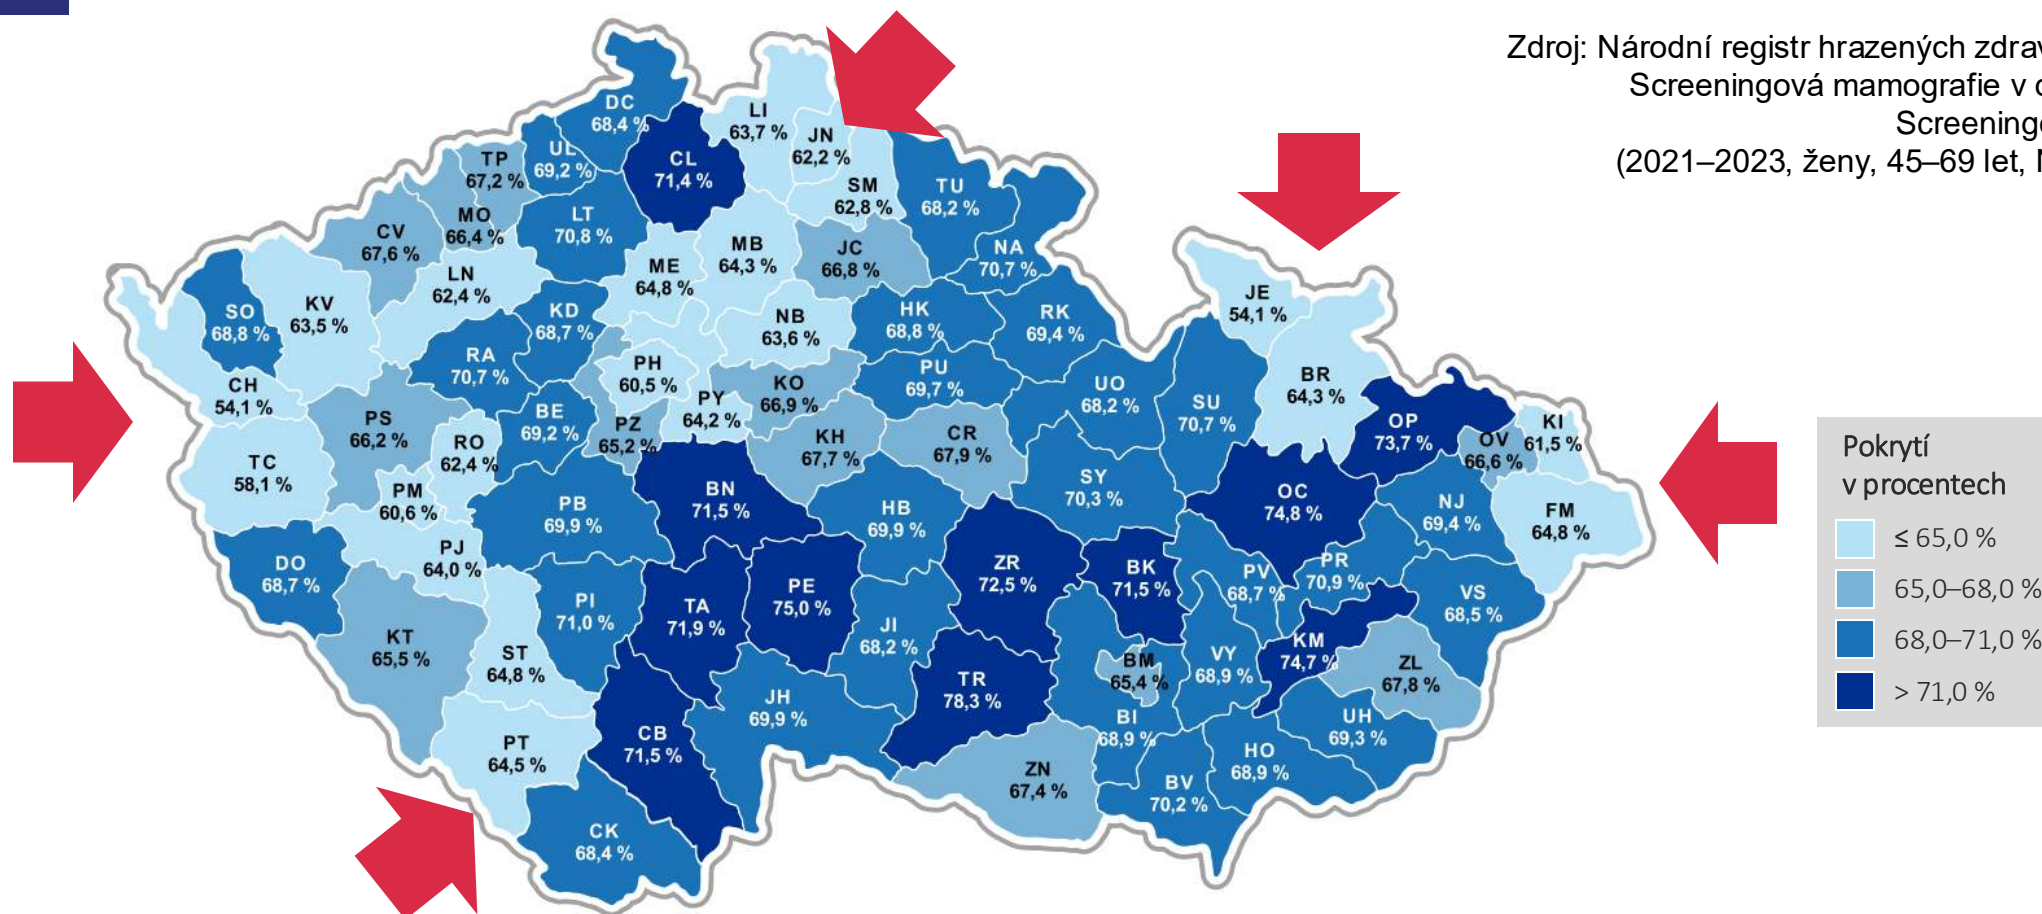 Zdroj: Národní registr hrazených
Screeningová mamografie v
(2021–2023, ženy, 45–69 let,
DC
68,4 %
LI
63,7 %
JN
62,2 %
UL
69,2 %
TP
67,2 %
CL
71,4 %
SM
62,8 %
TU
68,2 %
MO
66,4 %
LT
70,8 %
CV
67,6 %
MB
64,3 %
JC
66,8 %
NA
70,7 %
LN
62,4 %
ME
64,8 %
JE
54,1 %
SO
68,8 %
KV
63,5 %
KD
68,7 %
NB
63,6 %
HK
68,8 %
RK
69,4 %
RA
70,7 %
PH
60,5 %
KO
66,9 %
PU
69,7 %
UO
68,2 %
BR
64,3 %
CH
54,1 %
PS
66,2 %
BE
69,2 %
PZ
65,2 %
PY
64,2 %
SU
70,7 %
OP
73,7 %
KI
61,5 %
OV
66,6 %
RO
62,4 %
KH
67,7 %
CR
67,9 %
TC
58,1 %
PM
60,6 %
PB
69,9 %
BN
71,5 %
HB
69,9 %
SY
70,3 %
OC
74,8 %
NJ
69,4 %
FM
64,8 %
PJ
64,0 %
DO
68,7 %
PI
71,0 %
TA
71,9 %
PE
75,0 %
ZR
72,5 %
BK
71,5 %
PV
68,7 %
PR
70,9 %
VS
68,5 %
KT
65,5 %
ST
64,8 %
JI
68,2 %
BM
65,4 %
VY
68,9 %
KM
74,7 %
ZL
67,8 %
TR
78,3 %
JH
69,9 %
PT
64,5 %
CB
71,5 %
BI
68,9 %
UH
69,3 %
HO
68,9 %
ZN
67,4 %
BV
70,2 %
CK
68,4 %
Pokrytí
v procentech
≤ 65,0 %
65,0–68,0 %
68,0–71,0 %
> 71,0 %